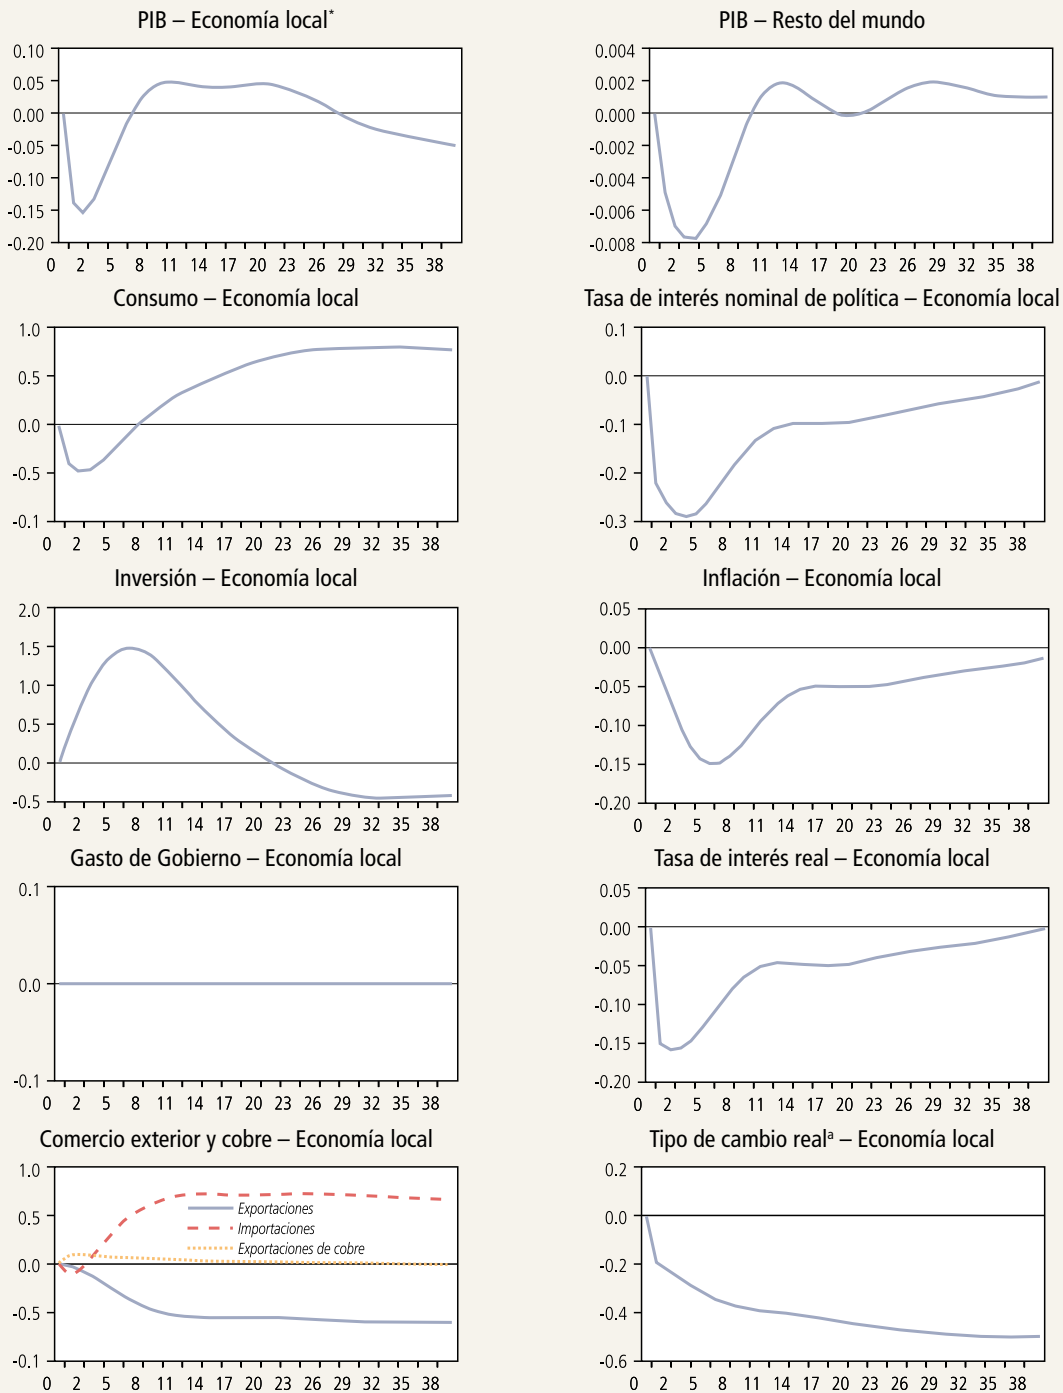 PIB – Economía local*
0.10
0.05
0.00
-0.05
-0.10
-0.15
-0.20
0 2 5 8 11 14 17 20 23 26 32 35 38
PIB – Resto del mundo
0.004
0.002
0.000
-0.002
-0.004
-0.006
-0.008
0 2 5 8 11 14 17 20 23 26 29 32 35 38
Consumo – Economía local
1.0
0.5
0.0
-0.5
-0.1
0 2 5 8 11 14 17 20 23 26 29 32 35 38
Tasa de interés nominal de política – Economía local
0.1
0.0
-0.1
-0.2
-0.3
0 2 5 8 11 14 17 20 23 26 29 32 35 38
Inversión – Economía local
2.0
1.5
1.0
0.5
0.0
-0.5
0 2 5 8 11 14 17 20 23 26 29 32 35 38
Inflación – Economía local
0.05
0.00
-0.05
-0.10
-0.15
-0.20
0 2 5 8 11 14 17 20 23 26 29 32 38
Gasto de Gobierno – Economía local
0.1
0.0
-0.1
0 2 5 8 11 14 17 20 23 26 29 32 35 38
Tasa de interés real – Economía local
0.05
0.00
-0.05
-0.10
-0.15
-0.20
0 2 5 8 11 14 17 20 23 26 29 32 35 38
Comercio exterior y cobre – Economía local
1.0
0.5
0.0
-0.5
-0.1
Exportaciones
Importaciones
Exportaciones de cobre
0 2 5 8 11 14 17 20 23 26 29 32 35 38
Tipo de cambio realª – Economía local
0.2
0.0
-0.2
-0.4
-0.6
0 2 5 8 11 14 17 20 23 26 29 32 35 38